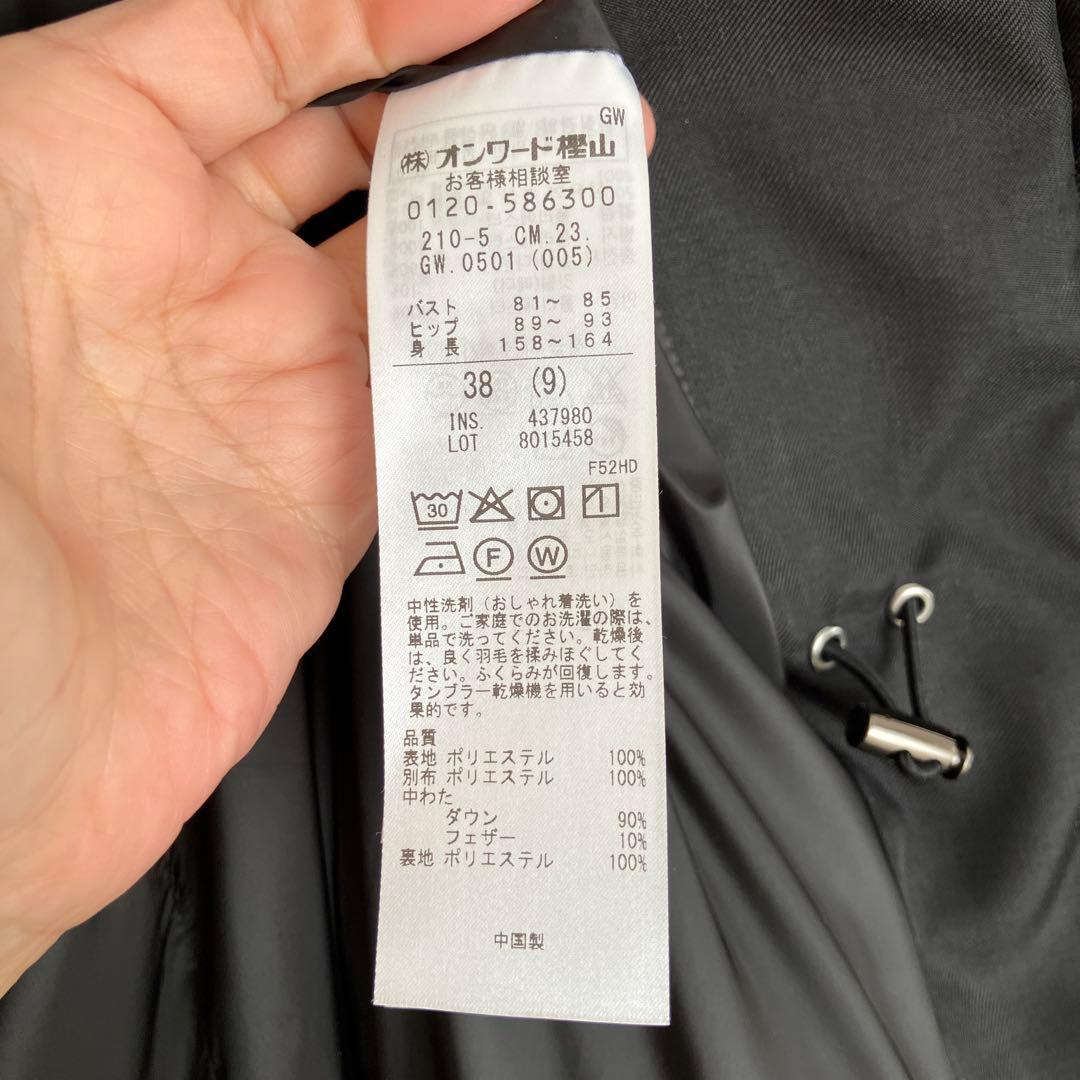 GW
(株)オンワード樫山
お客様相談室
0120-586300
210-5 CM.23.
GW.0501(005)
バスト 81～ 85
ヒップ 89～ 93
身長 158～164
38 (9)
INS. 437980
LOT 8015458
F52HD
30
F W
中性洗剤(おしゃれ着洗い)を
使用。ご家庭でのお洗濯の際は、
単品で洗ってください。乾燥後
は、良く羽毛を揉みほぐしてく
ださい。ふくらみが回復します。
タンブラー乾燥機を用いると効
果的です。
品質
表地 ポリエステル 100%
別布 ポリエステル 100%
中わた
ダウン 90%
フェザー 10%
裏地 ポリエステル 100%
中国製